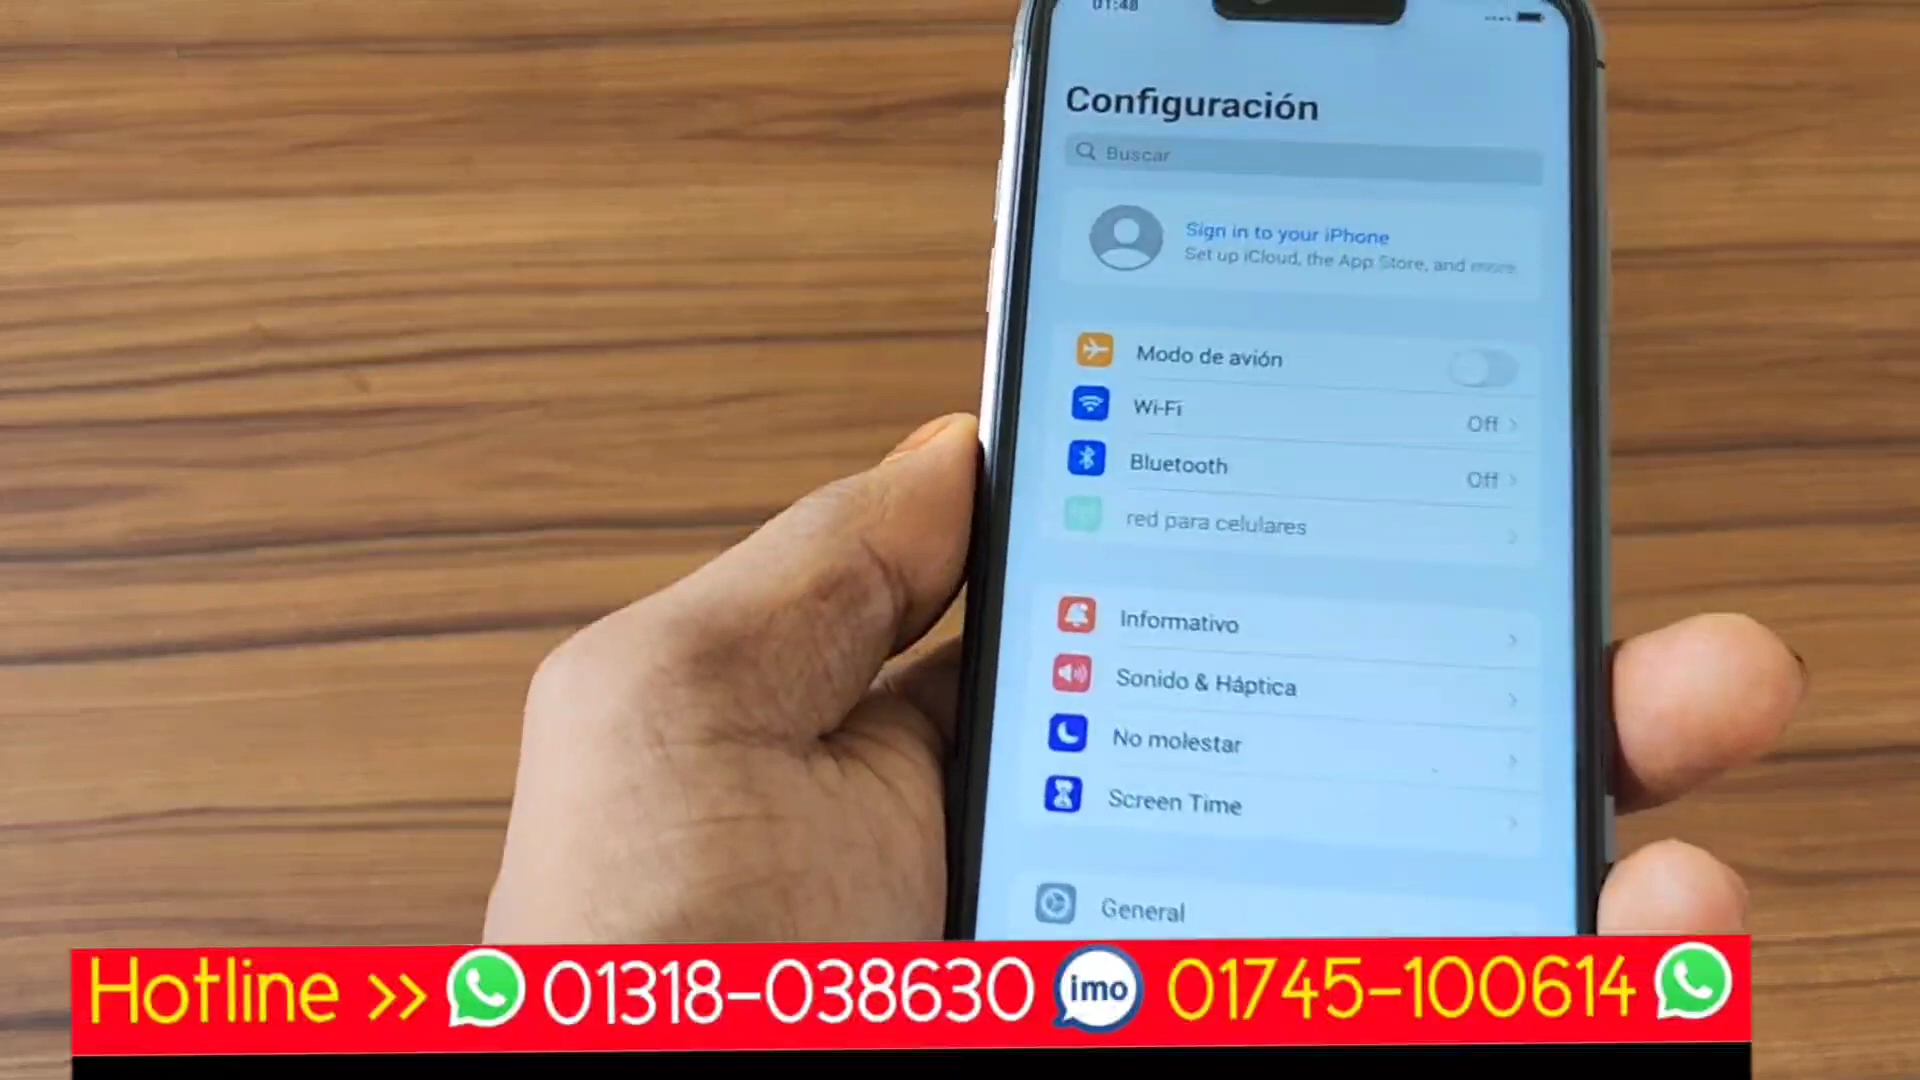 01:48
Configuración
Buscar
Sign in to your iPhone
Set up iCloud, the App Store, and more
Modo de avión
Wi-Fi
Off
Bluetooth
Off
red para celulares
Informativo
Sonido & Háptica
No molestar
Screen Time
General
Hotline >> 01318-038630 imo 01745-100614